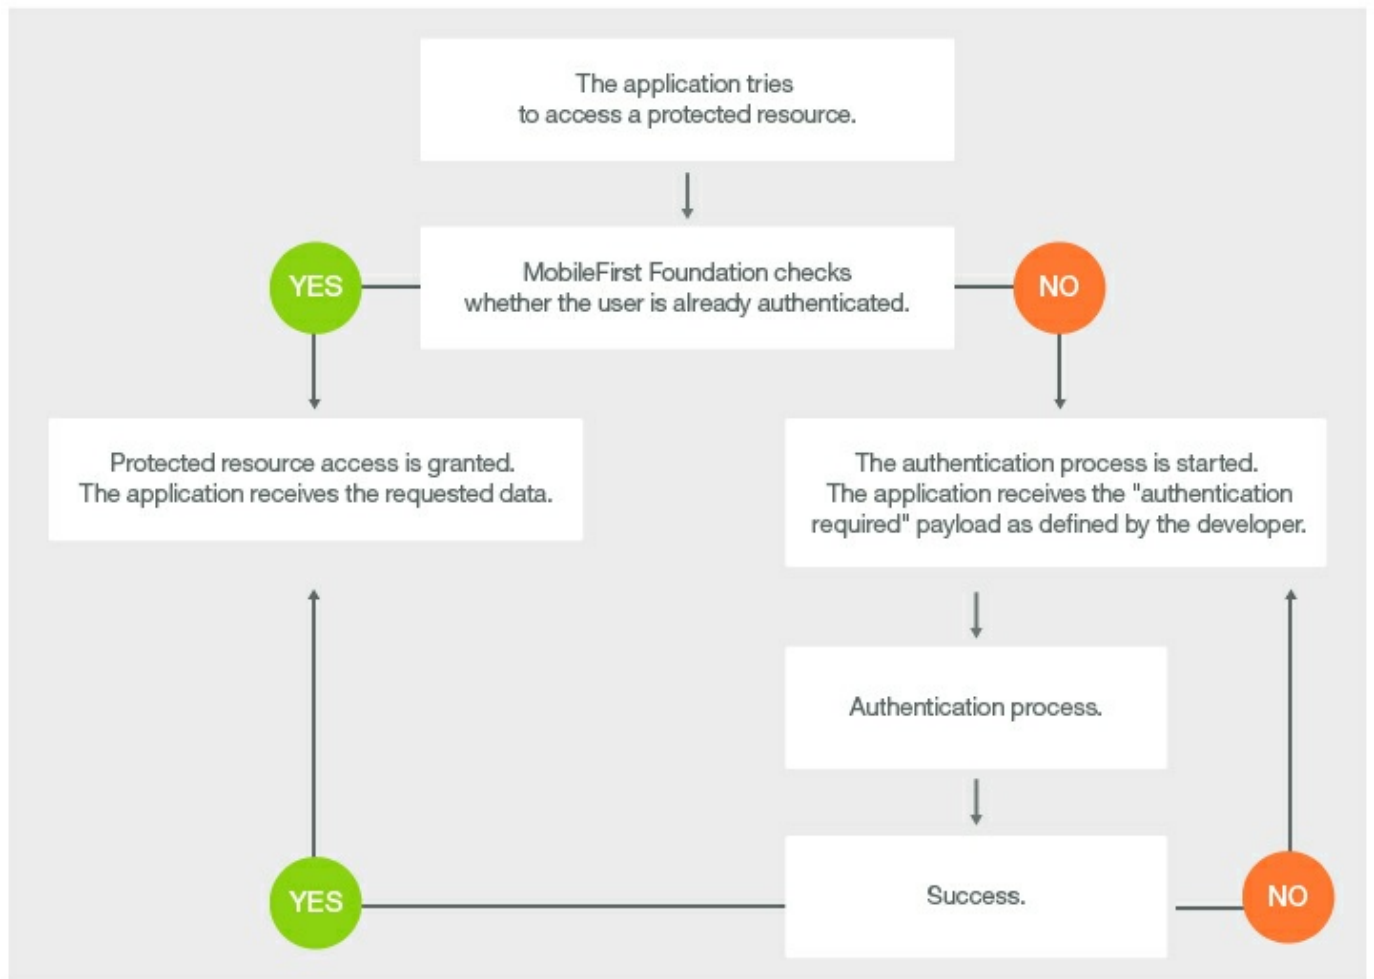 The application tries
to access a protected resource.
YES
MobileFirst Foundation checks
whether the user is already authenticated.
NO
Protected resource access is granted.
The application receives the requested data.
The authentication process is started.
The application receives the "authentication
required" payload as defined by the developer.
Authentication process.
YES
Success.
NO